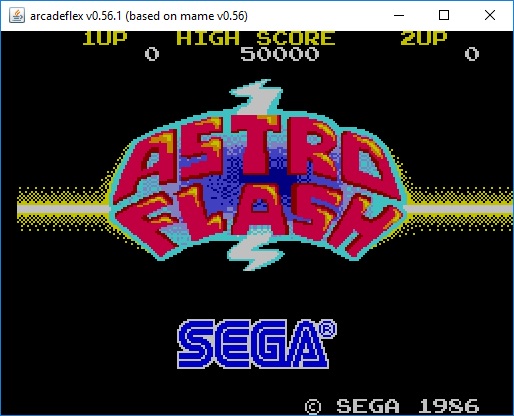 arcadeflex v0.56.1 (based on mame v0.56)
1UP HIGH SCORE 2UP
0 50000 0
ASTRO
FLASH
SEGA®
© SEGA 1986